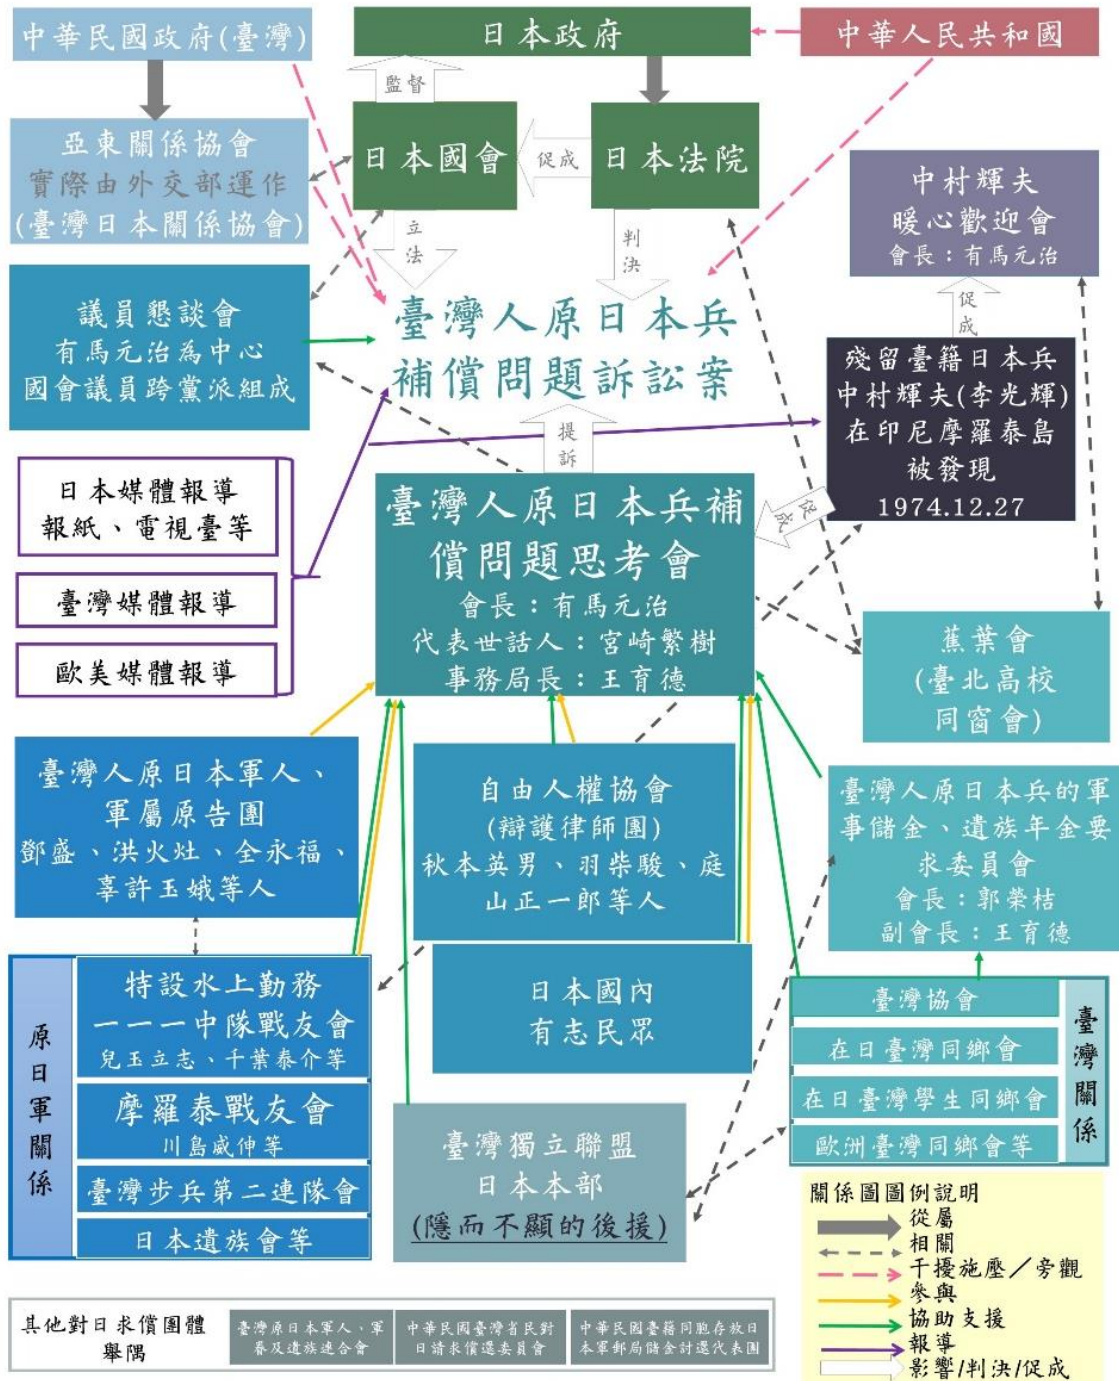 中華民國政府(臺灣)
日本政府
中華人民共和國
監督
亞東關係協會
實際由外交部運作
(臺灣日本關係協會)
日本國會
促成
日本法院
中村輝夫
暖心歡迎會
會長：有馬元治
立法
判決
議員懇談會
有馬元治為中心
國會議員跨黨派組成
臺灣人原日本兵
補償問題訴訟案
促成
殘留臺籍日本兵
中村輝夫(李光輝)
在印尼摩羅泰島
被發現
1974.12.27
提訴
促成
日本媒體報導
報紙、電視臺等
臺灣媒體報導
歐美媒體報導
臺灣人原日本兵補
償問題思考會
會長：有馬元治
代表世話人：宮崎繁樹
事務局長：王育德
蕉葉會
(臺北高校
同窗會)
臺灣人原日本軍人、
軍屬原告團
鄧盛、洪火灶、全永福、
辜許玉娥等人
自由人權協會
(辯護律師團)
秋本英男、羽柴駿、庭
山正一郎等人
臺灣人原日本兵的軍
事儲金、遺族年金要
求委員會
會長：郭榮桔
副會長：王育德
原日軍關係
特設水上勤務
一一一中隊戰友會
兒玉立志、千葉泰介等
摩羅泰戰友會
川島威伸等
臺灣步兵第二連隊會
日本遺族會等
日本國內
有志民眾
臺灣協會
在日臺灣同鄉會
在日臺灣學生同鄉會
歐洲臺灣同鄉會等
臺灣關係
臺灣獨立聯盟
日本本部
(隱而不顯的後援)
關係圖圖例說明
從屬
相關
干擾施壓／旁觀
參與
協助支援
報導
影響/判決/促成
其他對日求償團體
舉隅
臺灣原日本軍人、軍
眷及遺族連合會
中華民國臺灣省民對
日請求償還委員會
中華民國臺籍同胞存放日
本軍郵局儲金討還代表團